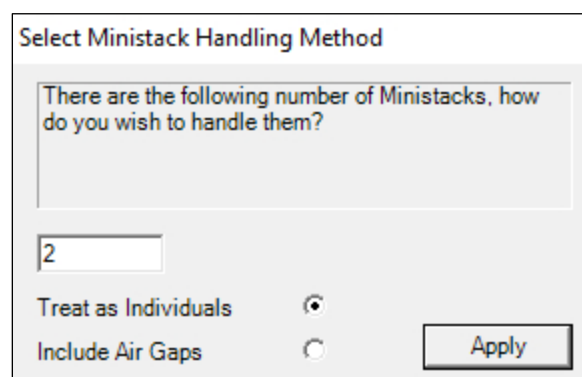 Select Ministack Handling Method
There are the following number of Ministacks, how
do you wish to handle them?
2
Treat as Individuals
Include Air Gaps
Apply